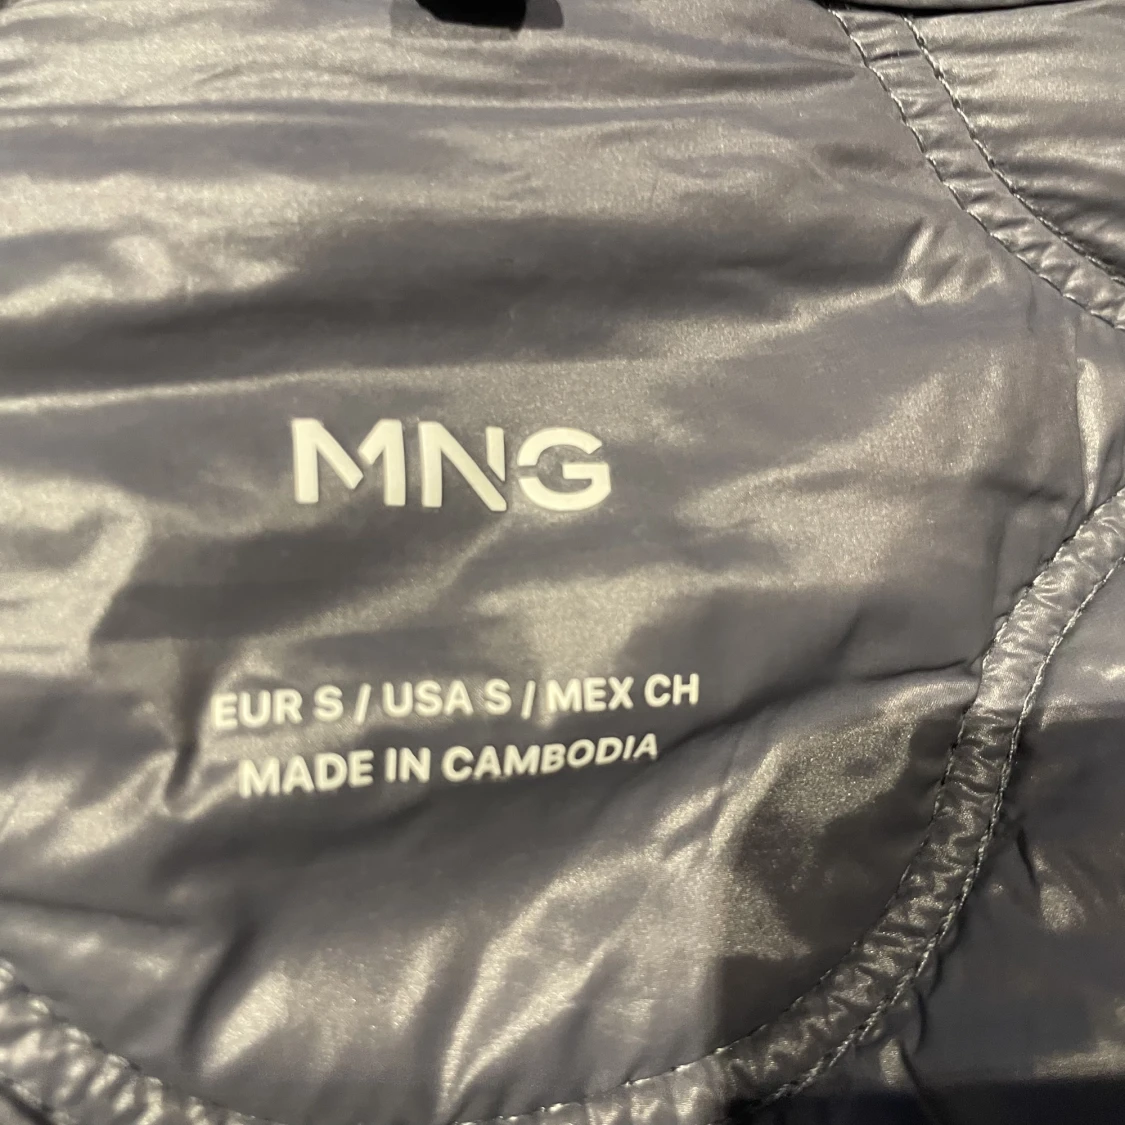 MNG
EUR S / USA S / MEX CH
MADE IN CAMBODIA